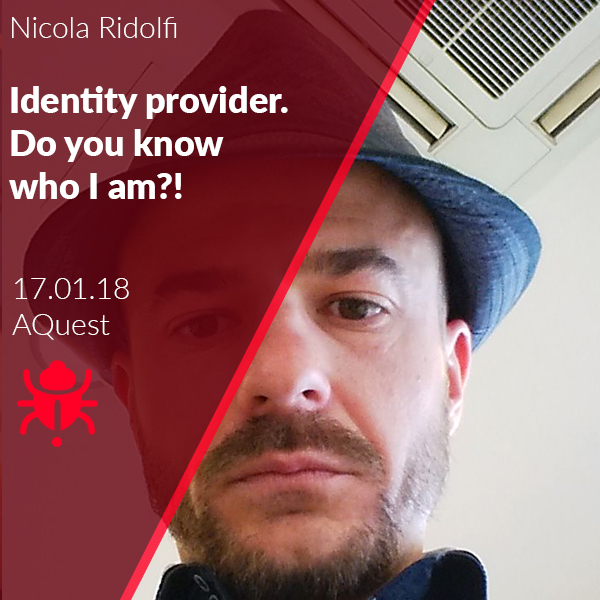 Nicola Ridolfi
Identity provider.
Do you know
who I am?!
17.01.18
AQuest